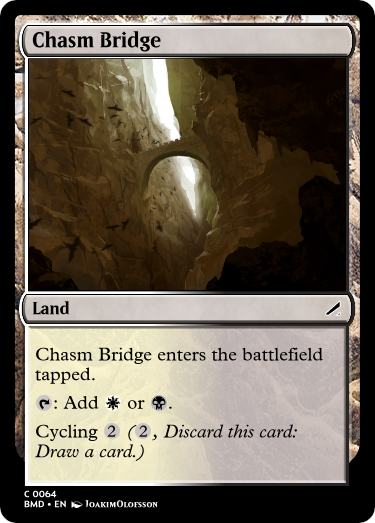 Chasm Bridge
Land
Chasm Bridge enters the battlefield
tapped.
: Add or .
Cycling 2 (2, Discard this card:
Draw a card.)
C 0064
BMD • EN JoakimOlofsson